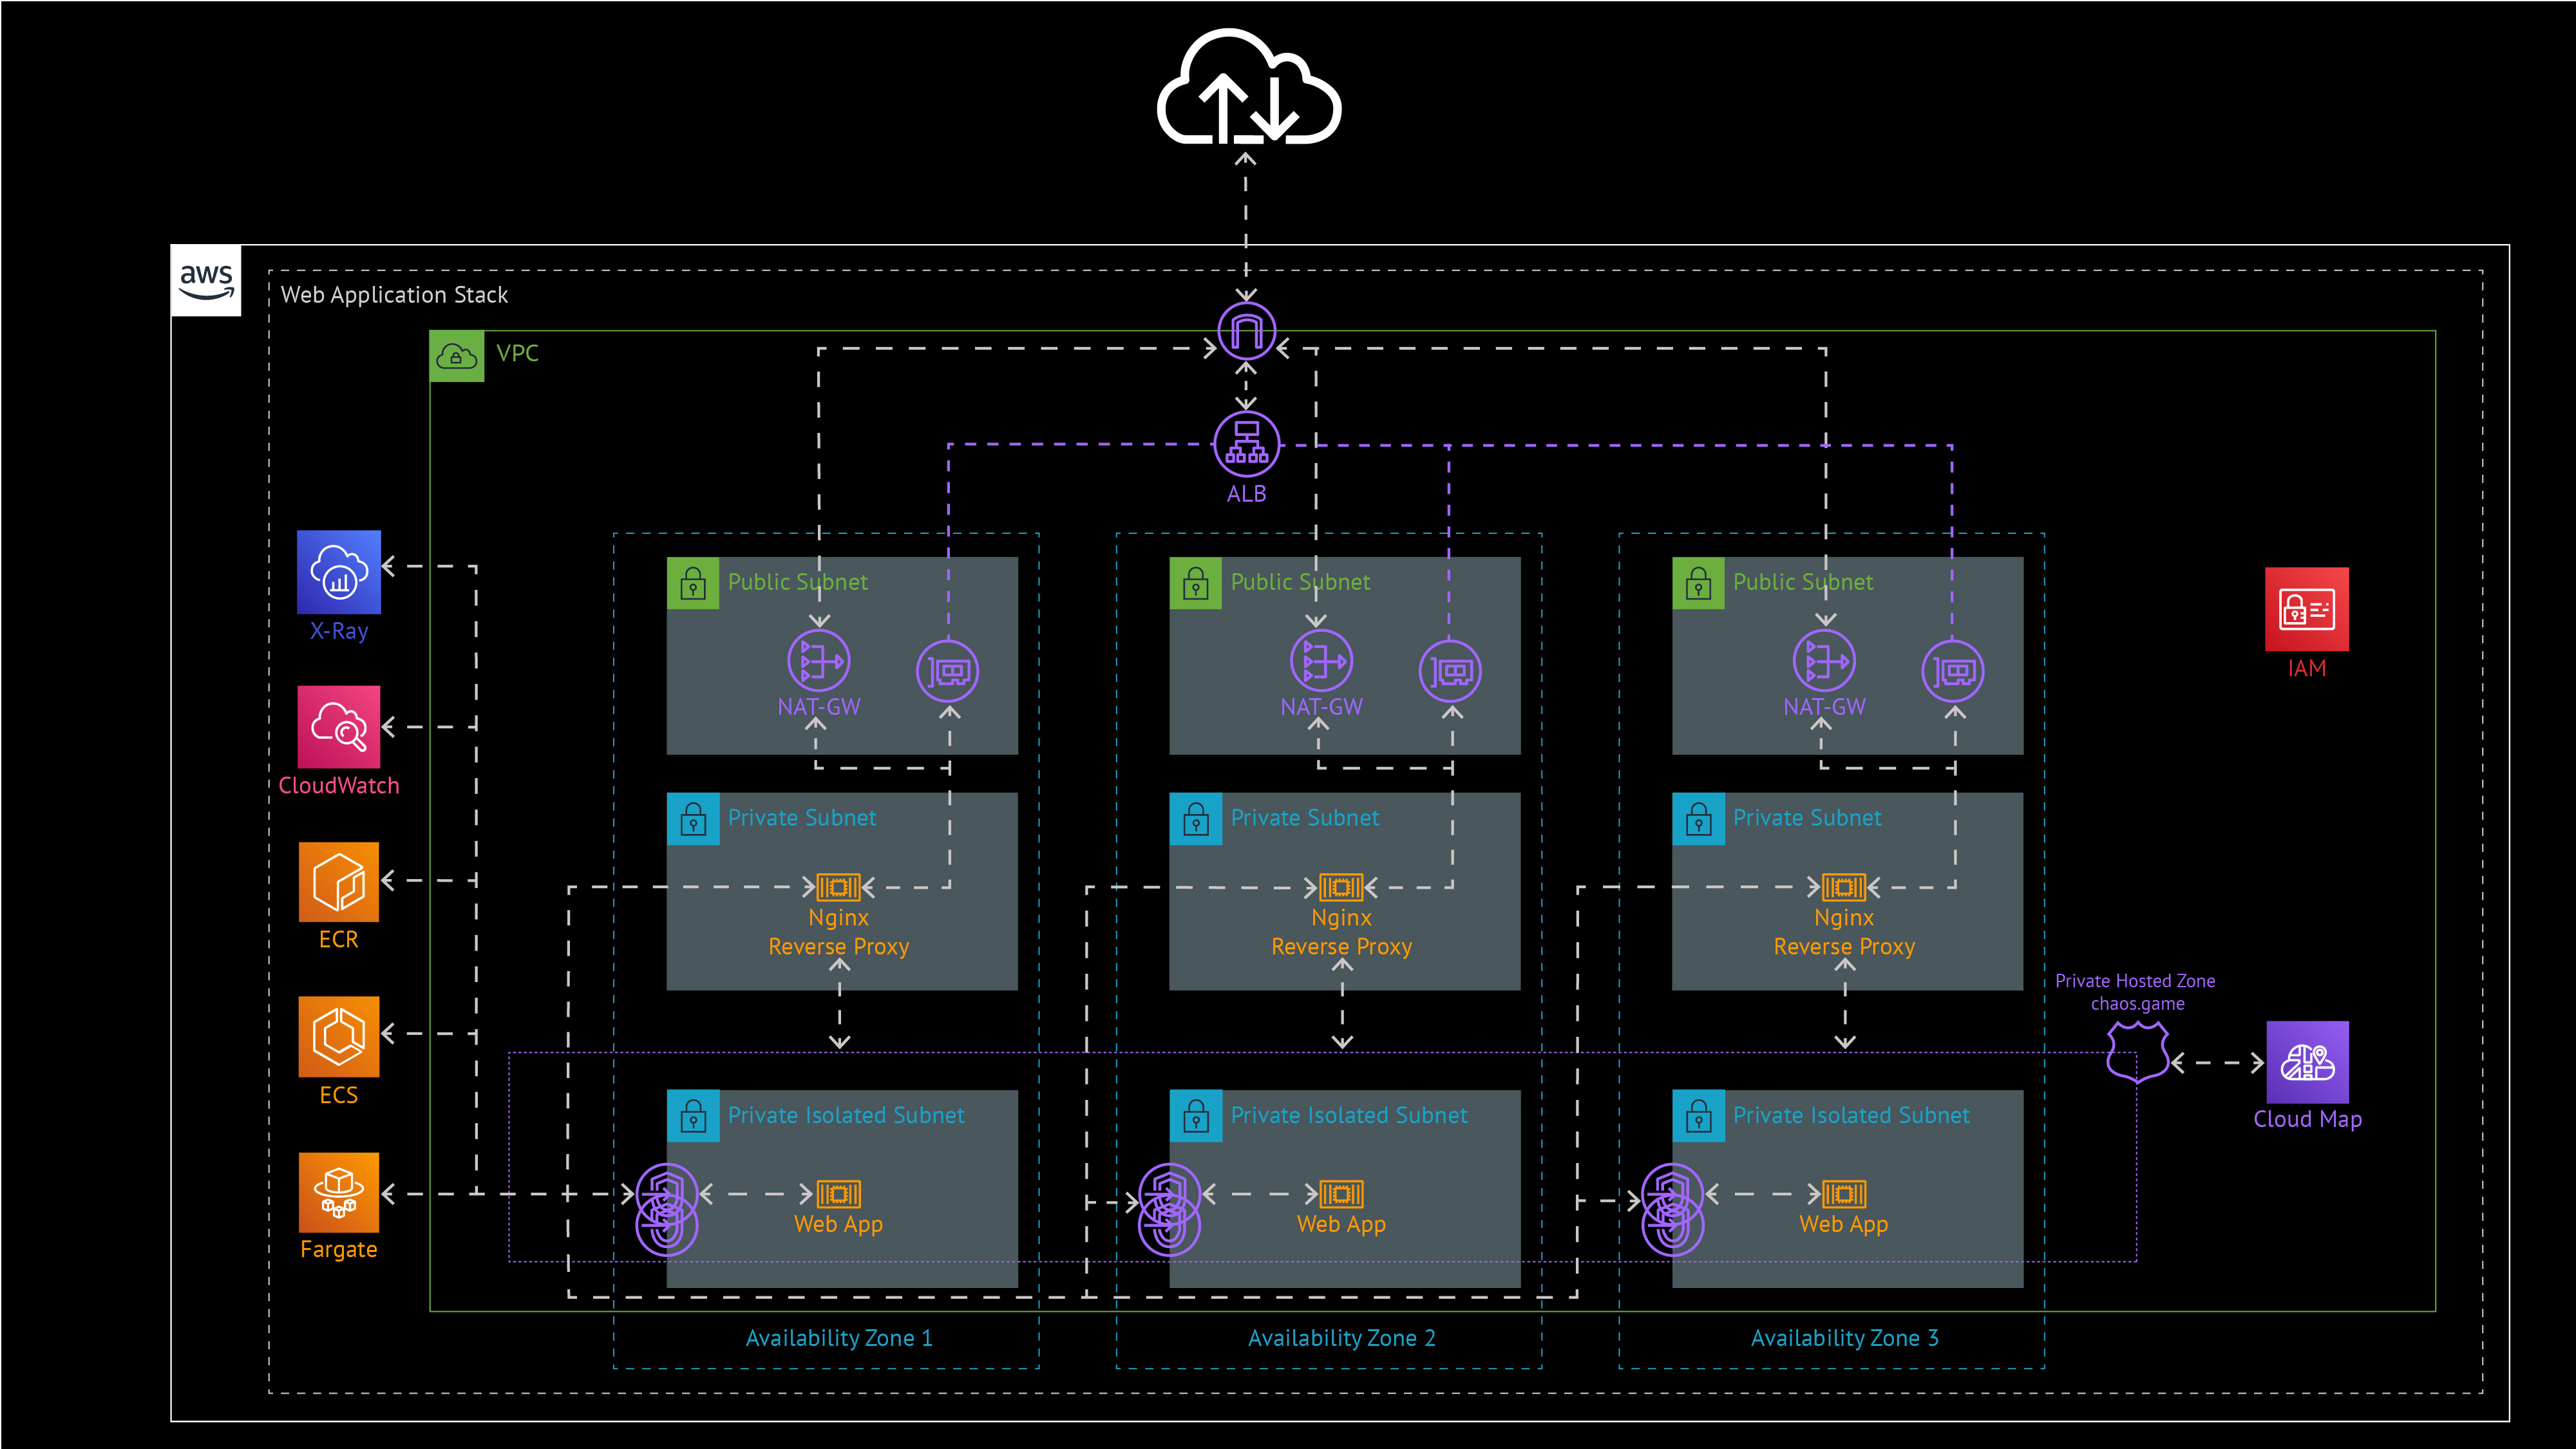 aws
Web Application Stack
VPC
ALB
X-Ray
CloudWatch
ECR
ECS
Fargate
Public Subnet
NAT-GW
Private Subnet
Nginx
Reverse Proxy
Private Isolated Subnet
Web App
Availability Zone 1
Public Subnet
NAT-GW
Private Subnet
Nginx
Reverse Proxy
Private Isolated Subnet
Web App
Availability Zone 2
Public Subnet
NAT-GW
Private Subnet
Nginx
Reverse Proxy
Private Isolated Subnet
Web App
Availability Zone 3
IAM
Private Hosted Zone
chaos.game
Cloud Map